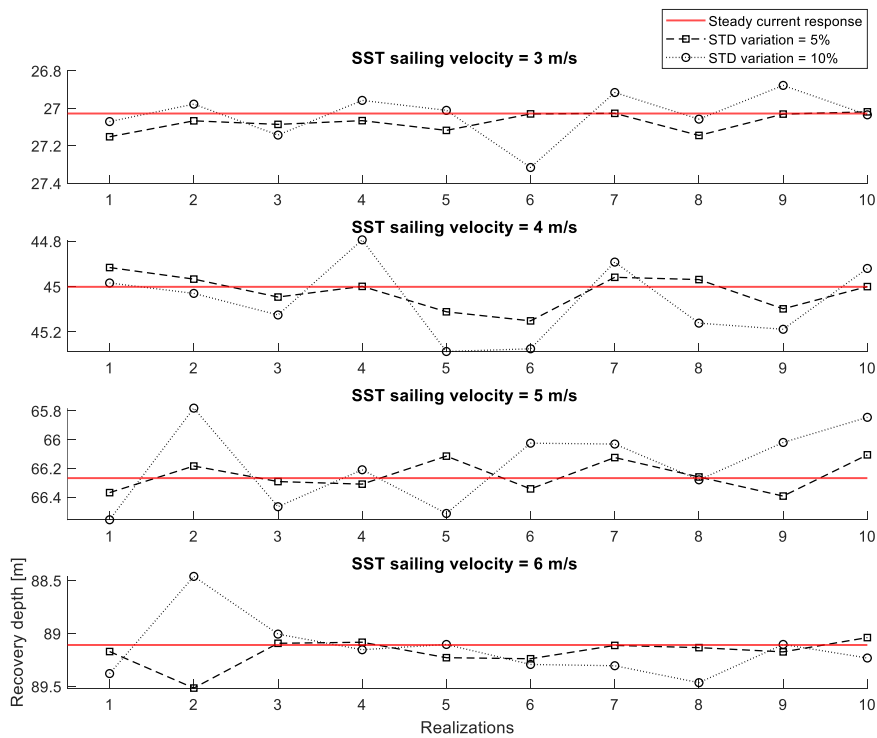 Steady current response
STD variation = 5%
STD variation = 10%
SST sailing velocity = 3 m/s
26.8
27
27.2
27.4
1 2 3 4 5 6 7 8 9 10
SST sailing velocity = 4 m/s
44.8
45
45.2
1 2 3 4 5 6 7 8 9 10
SST sailing velocity = 5 m/s
65.8
66
66.2
66.4
1 2 3 4 5 6 7 8 9 10
SST sailing velocity = 6 m/s
Recovery depth [m]
88.5
89
89.5
1 2 3 4 5 6 7 8 9 10
Realizations